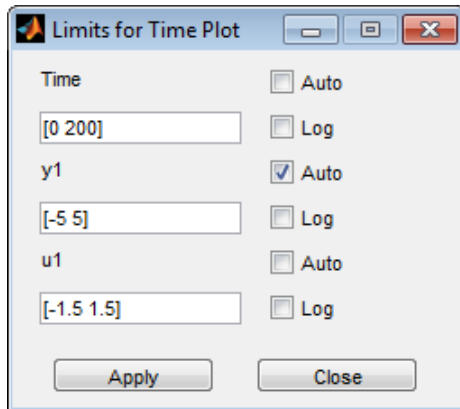 Limits for Time Plot
Time Auto
[0 200] Log
y1 Auto
[-5 5] Log
u1 Auto
[-1.5 1.5] Log
Apply Close